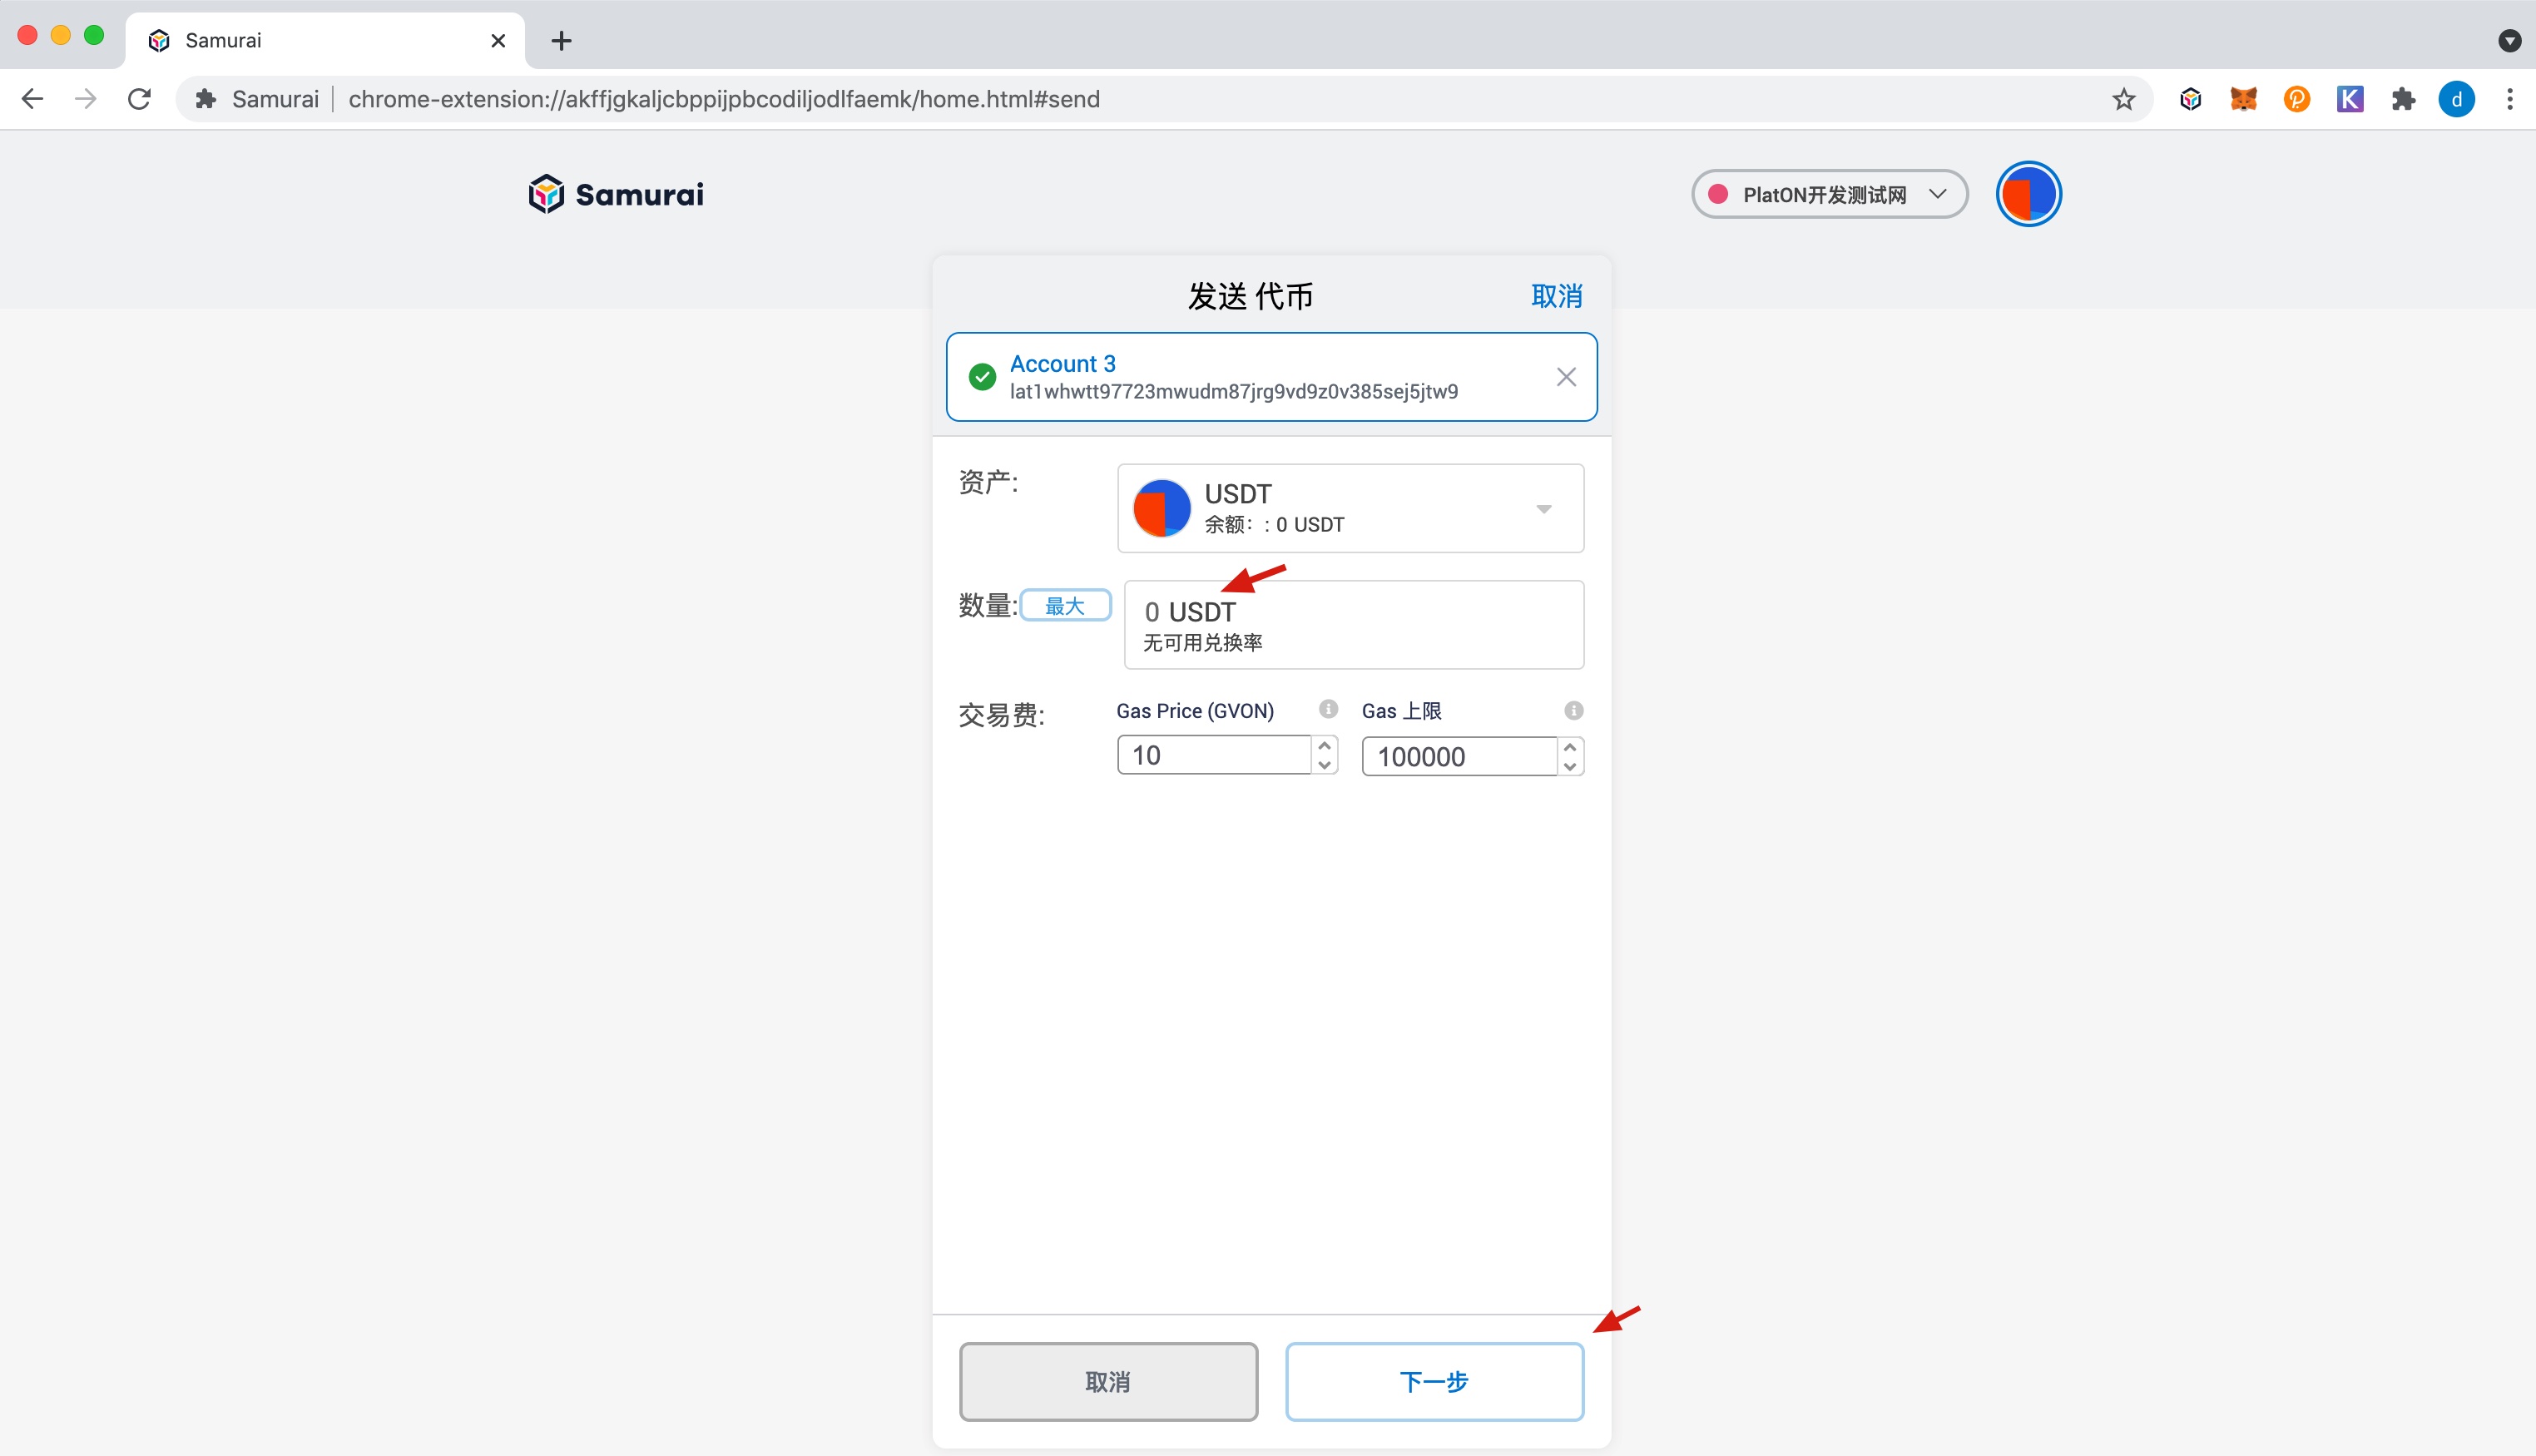 Samurai
Samurai
chrome-extension://akffjgkaljcbppijpbcodiljodlfaemk/home.html#send
K
d
Samurai
PlatON开发测试网
发送 代币
取消
Account 3
lat1whwtt97723mwudm87jrg9vd9z0v385sej5jtw9
资产:
USDT
余额：: 0 USDT
数量:
最大
0 USDT
无可用兑换率
交易费:
Gas Price (GVON)
Gas 上限
10
100000
取消
下一步